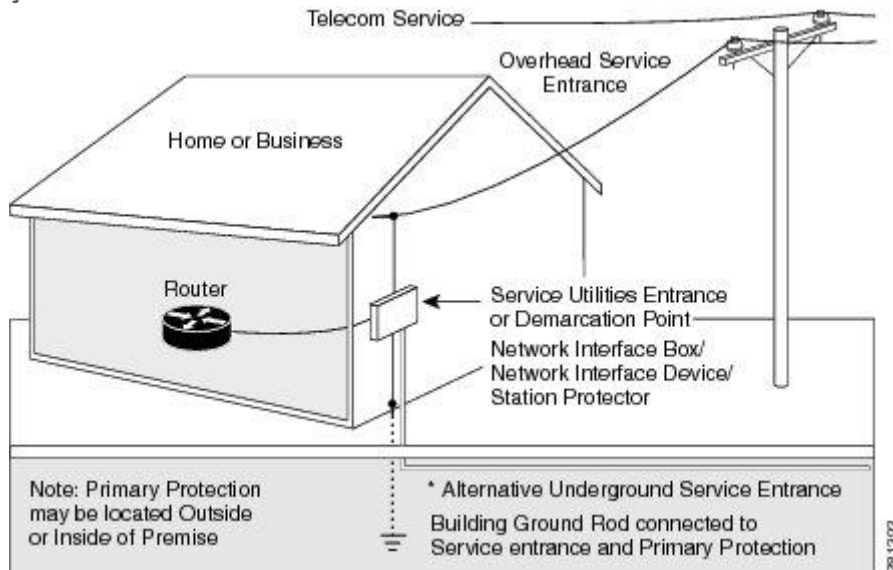 Telecom Service
Overhead Service
Entrance
Home or Business
Router
Service Utilities Entrance
or Demarcation Point
Network Interface Box/
Network Interface Device/
Station Protector
Note: Primary Protection
may be located Outside
or Inside of Premise
* Alternative Underground Service Entrance
Building Ground Rod connected to
Service entrance and Primary Protection